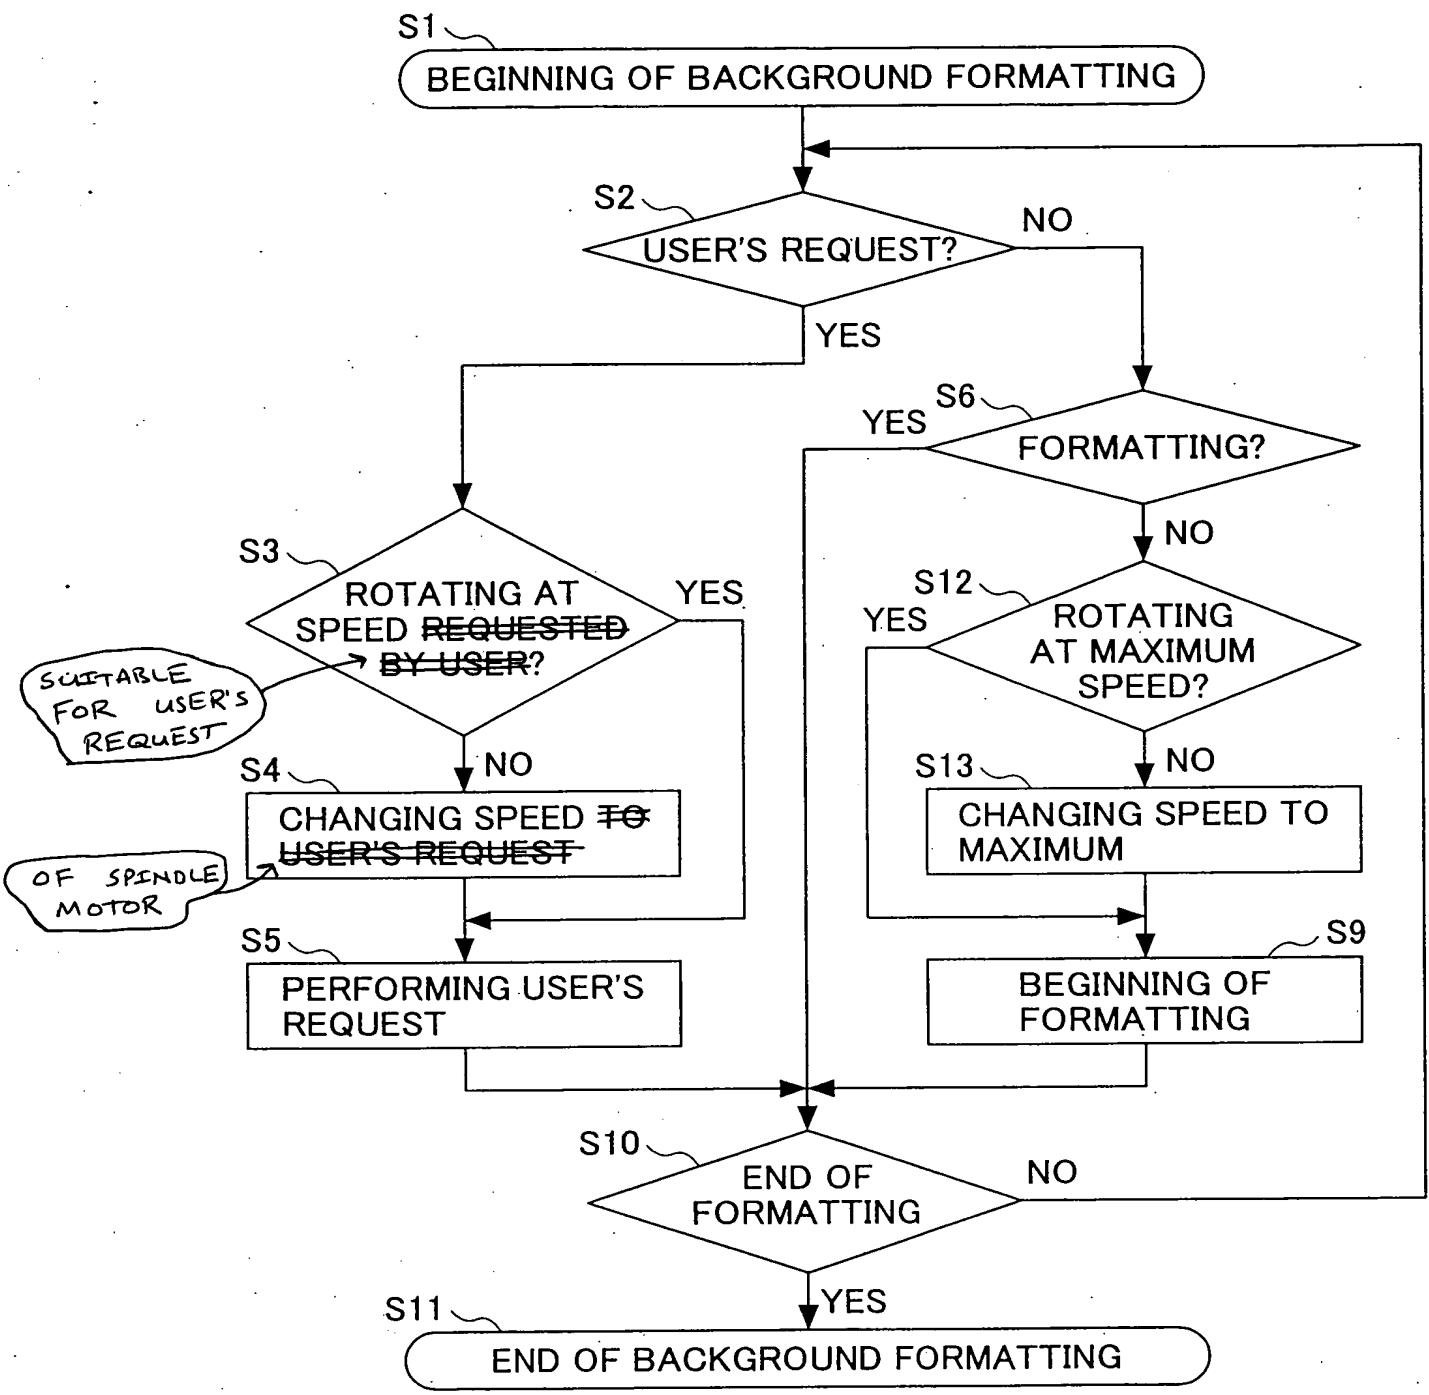 S1
BEGINNING OF BACKGROUND FORMATTING
S2
USER'S REQUEST?
NO
YES
S6
YES
FORMATTING?
NO
S3
ROTATING AT
SPEED REQUESTED
BY USER?
YES
SUITABLE
FOR USER'S
REQUEST
NO
S4
CHANGING SPEED TO
USER'S REQUEST
OF SPINDLE
MOTOR
S5
PERFORMING USER'S
REQUEST
S12
YES
ROTATING
AT MAXIMUM
SPEED?
NO
S13
CHANGING SPEED TO
MAXIMUM
S9
BEGINNING OF
FORMATTING
S10
END OF
FORMATTING
NO
YES
S11
END OF BACKGROUND FORMATTING